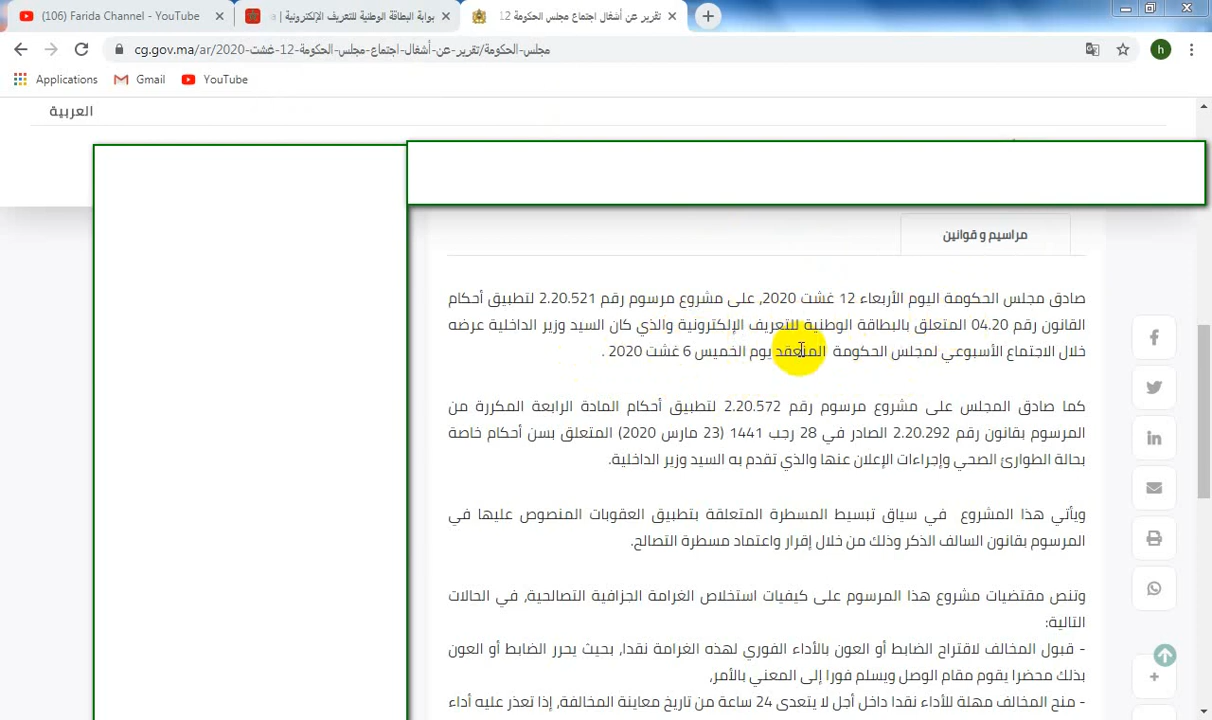 (106) Farida Channel - YouTube
بوابة البطاقة الوطنية للتعريف الإلكترونية |
تقرير عن أشغال اجتماع مجلس الحكومة 12
cg.gov.ma/ar/مجلس-الحكومة/تقرير-عن-أشغال-اجتماع-مجلس-الحكومة-12-غشت-2020
h
Applications
Gmail
YouTube
العربية
مراسيم و قوانين
صادق مجلس الحكومة اليوم الأربعاء 12 غشت 2020، على مشروع مرسوم رقم 2.20.521 لتطبيق أحكام
القانون رقم 04.20 المتعلق بالبطاقة الوطنية للتعريف الإلكترونية والذي كان السيد وزير الداخلية عرضه
خلال الاجتماع الأسبوعي لمجلس الحكومة المنعقد يوم الخميس 6 غشت 2020 .
كما صادق المجلس على مشروع مرسوم رقم 2.20.572 لتطبيق أحكام المادة الرابعة المكررة من
المرسوم بقانون رقم 2.20.292 الصادر في 28 رجب 1441 (23 مارس 2020) المتعلق بسن أحكام خاصة
بحالة الطوارئ الصحي وإجراءات الإعلان عنها والذي تقدم به السيد وزير الداخلية.
ويأتي هذا المشروع في سياق تبسيط المسطرة المتعلقة بتطبيق العقوبات المنصوص عليها في
المرسوم بقانون السالف الذكر وذلك من خلال إقرار واعتماد مسطرة التصالح.
وتنص مقتضيات مشروع هذا المرسوم على كيفيات استخلاص الغرامة الجزافية التصالحية، في الحالات
التالية:
- قبول المخالف لاقتراح الضابط أو العون بالأداء الفوري لهذه الغرامة نقدا، بحيث يحرر الضابط أو العون
بذلك محضرا يقوم مقام الوصل ويسلم فورا إلى المعني بالأمر،
- منح المخالف مهلة للأداء نقدا داخل أجل لا يتعدى 24 ساعة من تاريخ معاينة المخالفة، إذا تعذر عليه أداء